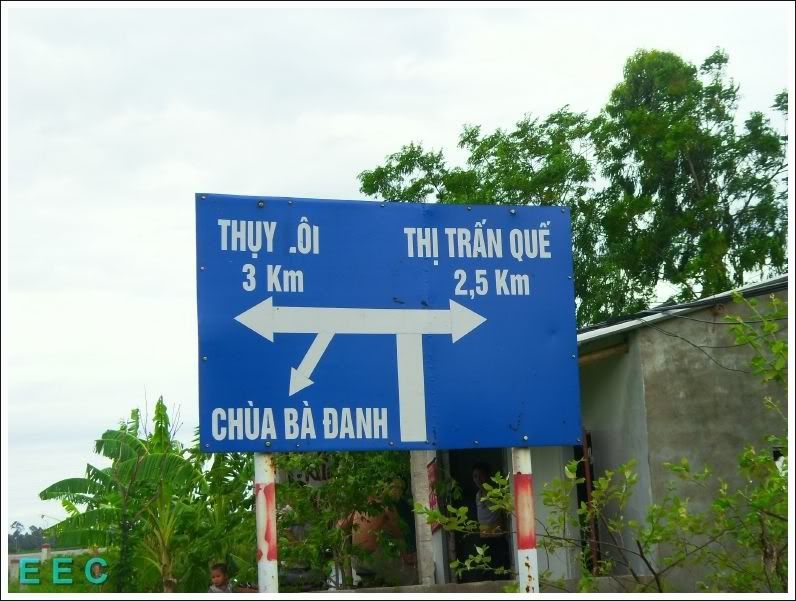 THỤY .ÔI
3 Km
THỊ TRẤN QUẾ
2,5 Km
CHÙA BÀ ĐANH
EEC